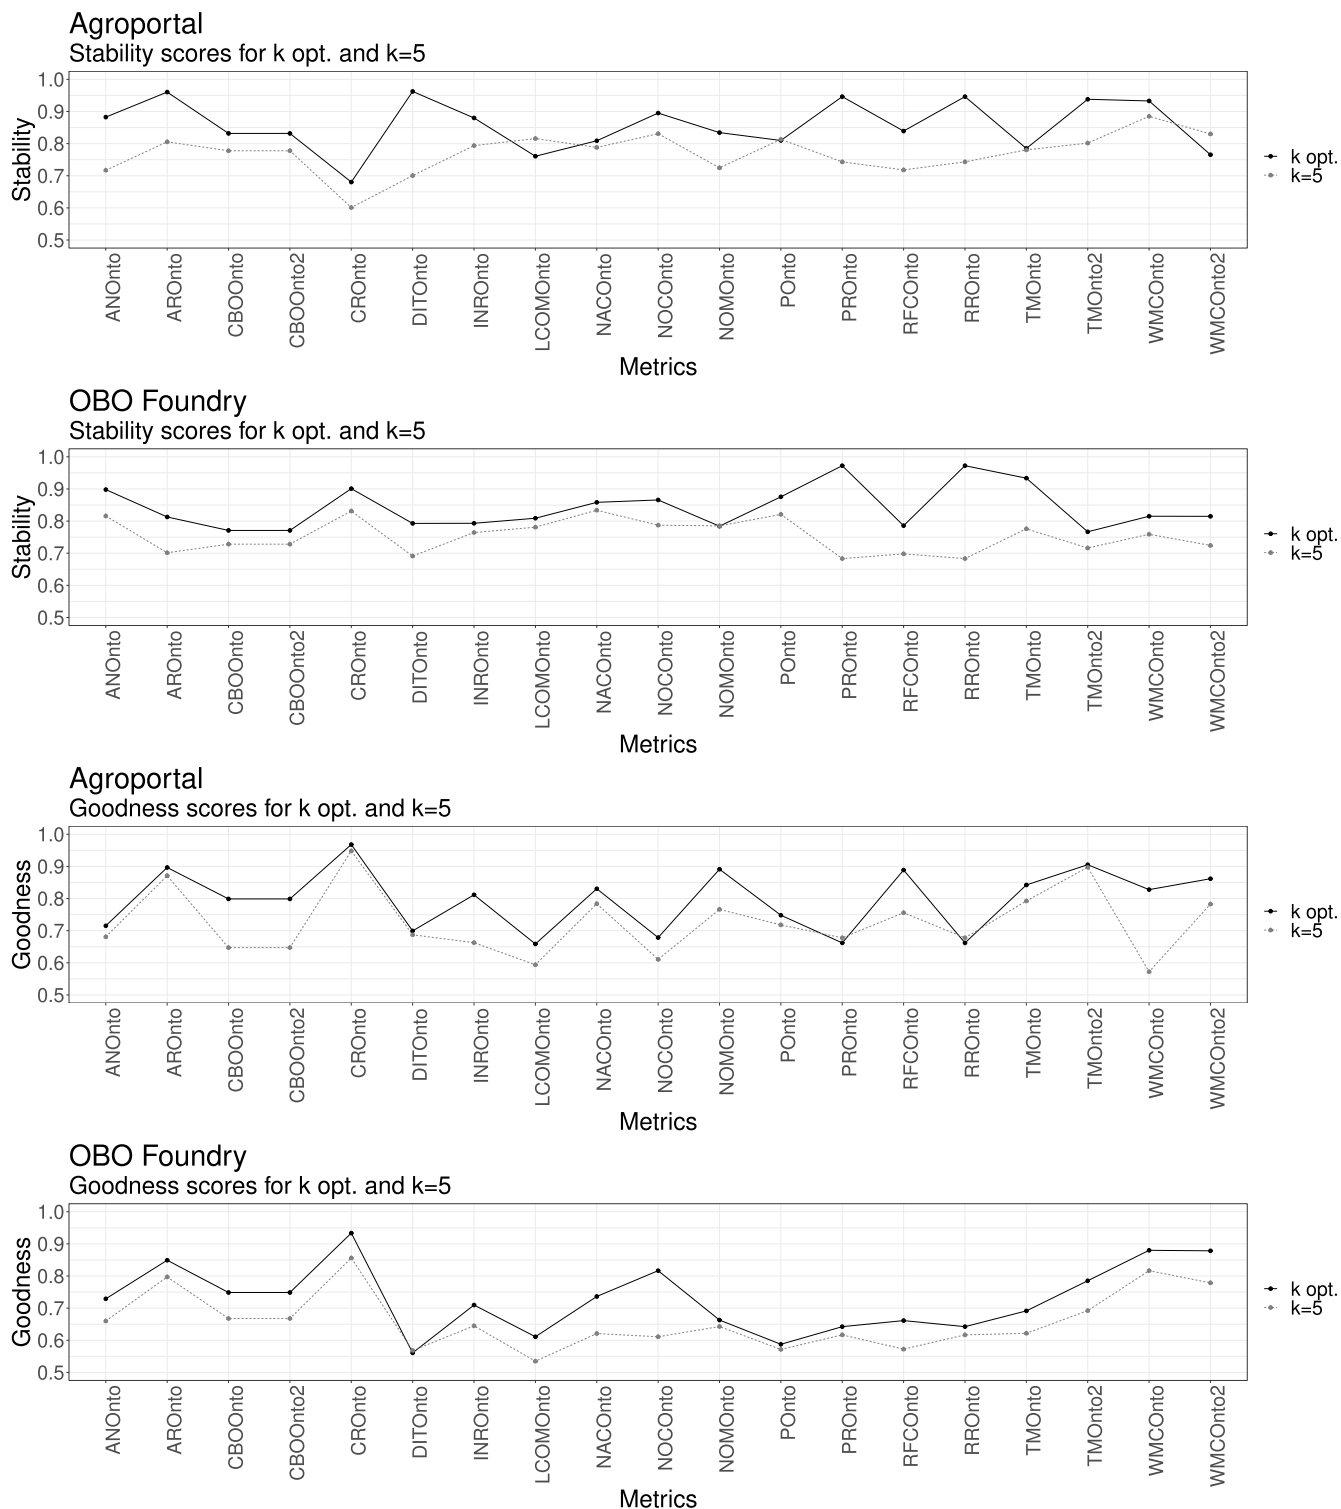 Agroportal
Stability scores for k opt. and k=5
Stability
1.0
0.9
0.8
0.7
0.6
0.5
k opt.
k=5
ANOnto
AROnto
CBOOnto
CBOOnto2
CROnto
DITOnto
INROnto
LCOMOnto
NACOnto
NOCOnto
NOMOnto
POnto
PROnto
RFCOnto
RROnto
TMOnto
TMOnto2
WMCOnto
WMCOnto2
Metrics
OBO Foundry
Stability scores for k opt. and k=5
Stability
1.0
0.9
0.8
0.7
0.6
0.5
k opt.
k=5
ANOnto
AROnto
CBOOnto
CBOOnto2
CROnto
DITOnto
INROnto
LCOMOnto
NACOnto
NOCOnto
NOMOnto
POnto
PROnto
RFCOnto
RROnto
TMOnto
TMOnto2
WMCOnto
WMCOnto2
Metrics
Agroportal
Goodness scores for k opt. and k=5
Goodness
1.0
0.9
0.8
0.7
0.6
0.5
k opt.
k=5
ANOnto
AROnto
CBOOnto
CBOOnto2
CROnto
DITOnto
INROnto
LCOMOnto
NACOnto
NOCOnto
NOMOnto
POnto
PROnto
RFCOnto
RROnto
TMOnto
TMOnto2
WMCOnto
WMCOnto2
Metrics
OBO Foundry
Goodness scores for k opt. and k=5
Goodness
1.0
0.9
0.8
0.7
0.6
0.5
k opt.
k=5
ANOnto
AROnto
CBOOnto
CBOOnto2
CROnto
DITOnto
INROnto
LCOMOnto
NACOnto
NOCOnto
NOMOnto
POnto
PROnto
RFCOnto
RROnto
TMOnto
TMOnto2
WMCOnto
WMCOnto2
Metrics